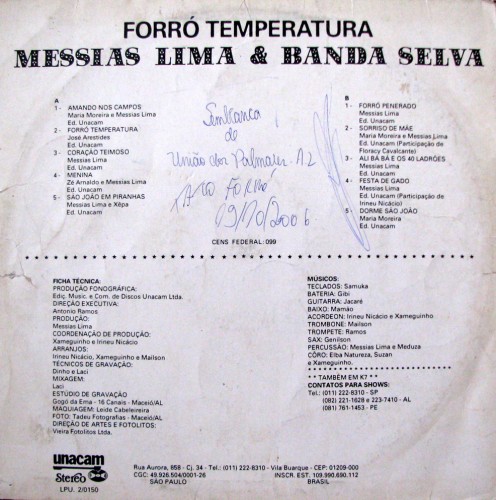 FORRÓ TEMPERATURA
MESSIAS LIMA & BANDA SELVA
A
1- AMANDO NOS CAMPOS
Maria Moreira e Messias Lima
Ed. Unacam
2- FORRÓ TEMPERATURA
José Arestides
3- CORAÇÃO TEIMOSO
Messias Lima
Ed. Unacam
4- MENINA
Zé Arnaldo e Messias Lima
Ed. Unacam
5- SÃO JOÃO EM PIRANHAS
Messias Lima e Xêpa
Ed. Unacam
de
União dos Palmares
09/10/2006
B
1- FORRÓ PENERADO
Messias Lima
Ed. Unacam
2- SORRISO DE MÃE
Maria Moreira e Messias Lima
Ed. Unacam (Participação de
Floracy Cavalcante)
3- ALI BÁ BÁ E OS 40 LADRÕES
Messias Lima
Ed. Unacam
4- FESTA DE GADO
Messias Lima
Ed. Unacam (Participação de
Irineu Nicácio)
5- DORME SÃO JOÃO
Maria Moreira
Ed. Unacam
CENS FEDERAL: 099
FICHA TÉCNICA:
PRODUÇÃO FONOGRÁFICA:
Ediç. Music. e Com. de Discos Unacam Ltda.
DIREÇÃO EXECUTIVA:
Antonio Ramos
PRODUÇÃO:
Messias Lima
COORDENAÇÃO DE PRODUÇÃO:
Xameguinho e Irineu Nicácio
ARRANJOS:
Irineu Nicácio, Xameguinho e Mailson
TÉCNICOS DE GRAVAÇÃO:
Dinho e Laci
MIXAGEM:
Laci
ESTÚDIO DE GRAVAÇÃO
Gogó da Ema - 16 Canais - Maceió/AL
MAQUIAGEM: Leide Cabeleireira
FOTO: Tadeu Fotografias - Maceió/AL
DIREÇÃO DE ARTES E FOTOLITOS:
Vieira Fotolitos Ltda.
MÚSICOS:
TECLADOS: Samuka
BATERIA: Gibi
GUITARRA: Jacaré
BAIXO: Mamão
ACORDEON: Irineu Nicácio e Xameguinho
TROMBONE: Mailson
TROMPETE: Ramos
SAX: Genilson
PERCUSSÃO: Messias Lima e Meduza
CÔRO: Elba Natureza, Suzan
e Xameguinho.
** TAMBÉM EM K7 **
CONTATOS PARA SHOWS:
Tel.: (011) 222-8310 - SP
(082) 221-1628 e 223-7410 - AL
(081) 761-1453 - PE
unacam
Stereo
LPU. 2/0150
Rua Aurora, 858 - Cj. 34 - Tel.: (011) 222-8310 - Vila Buarque - CEP: 01209-000
CGC: 49.926.504/0001-26 INSCR. EST. 109.990.690.112
SÃO PAULO BRASIL